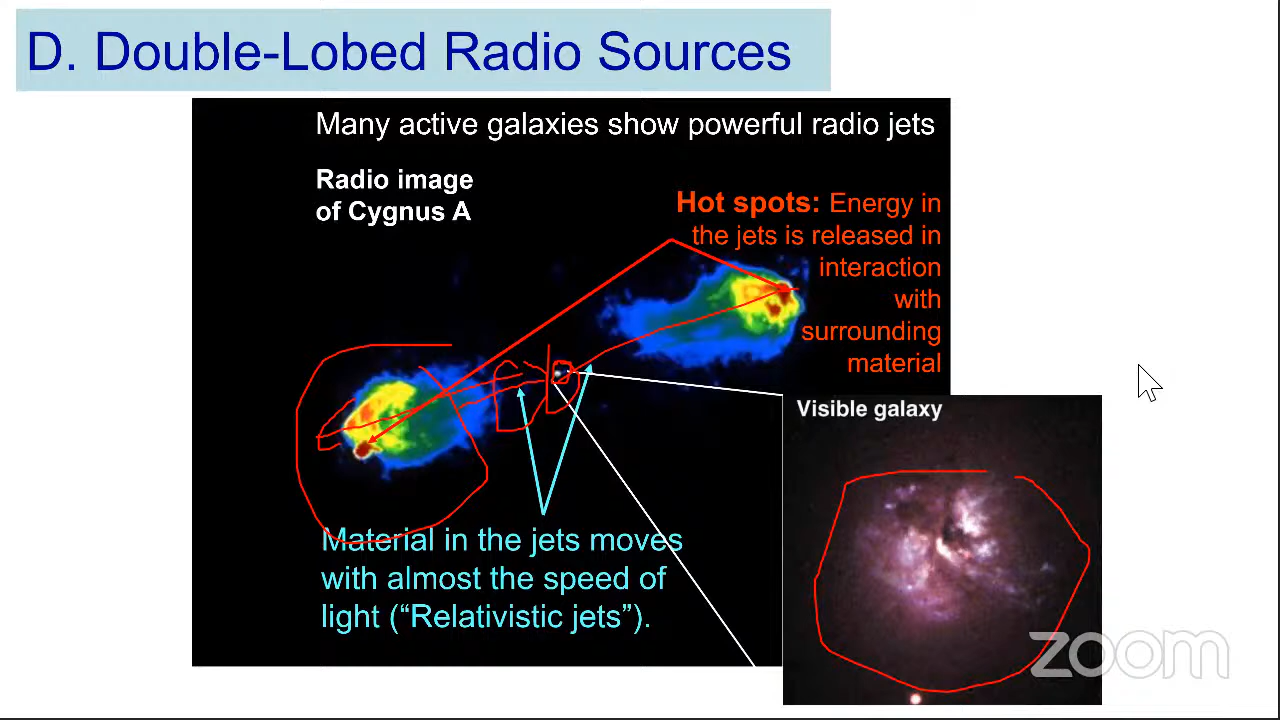 D. Double-Lobed Radio Sources
Many active galaxies show powerful radio jets
Radio image
of Cygnus A
Hot spots: Energy in
the jets is released in
interaction
with
surrounding
material
Visible galaxy
Material in the jets moves
with almost the speed of
light (“Relativistic jets”).
zoom